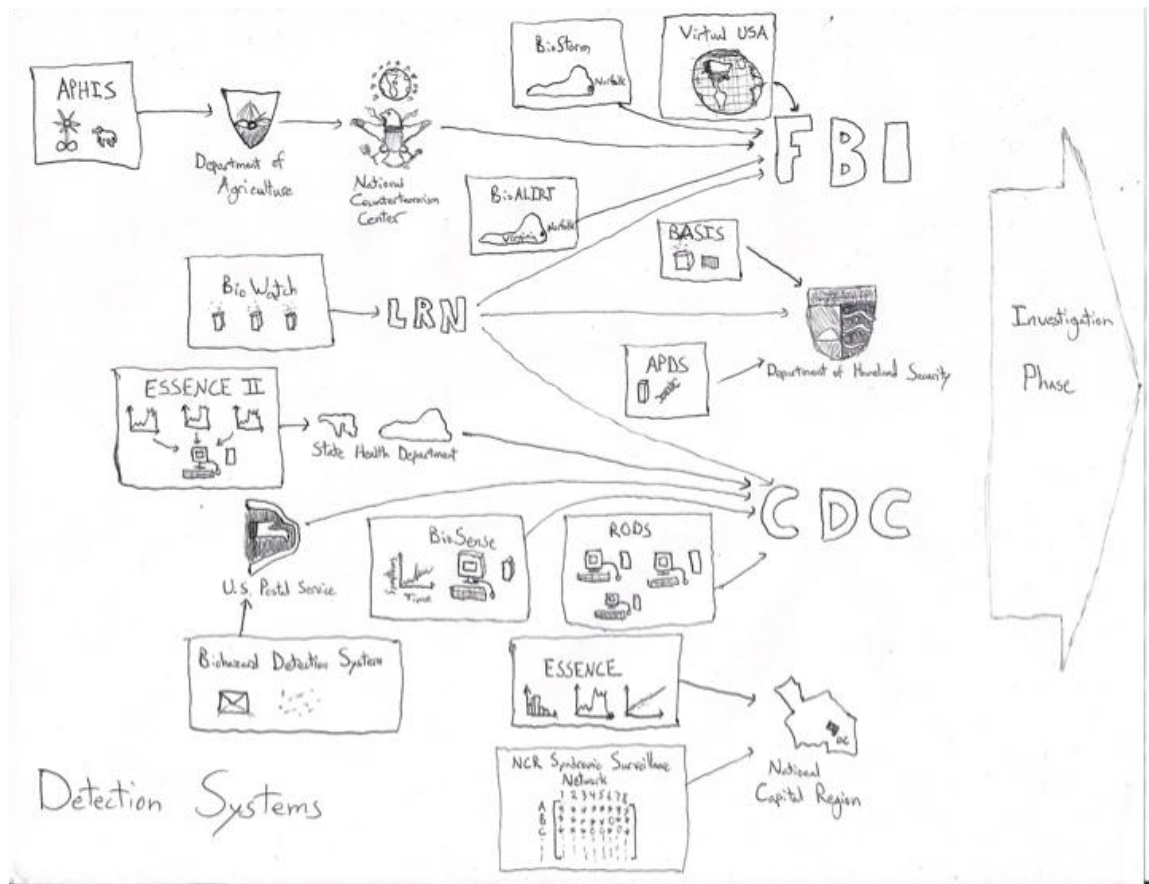 APHIS
Department of
Agriculture
National
Counterterrorism
Center
BioStorm
Norfolk
Virtual USA
FBI
BioALIRT
Virginia
Norfolk
BASIS
BioWatch
LRN
APDS
Department of Homeland Security
Investigation
Phase
ESSENCE II
State Health Department
U.S. Postal Service
BioSense
Symptoms
Time
RODS
CDC
Biohazard Detection System
ESSENCE
DC
National
Capital Region
NCR Syndromic Surveillance
Network
1 2 3 4 5 6 7 8
A
B
C
Detection Systems